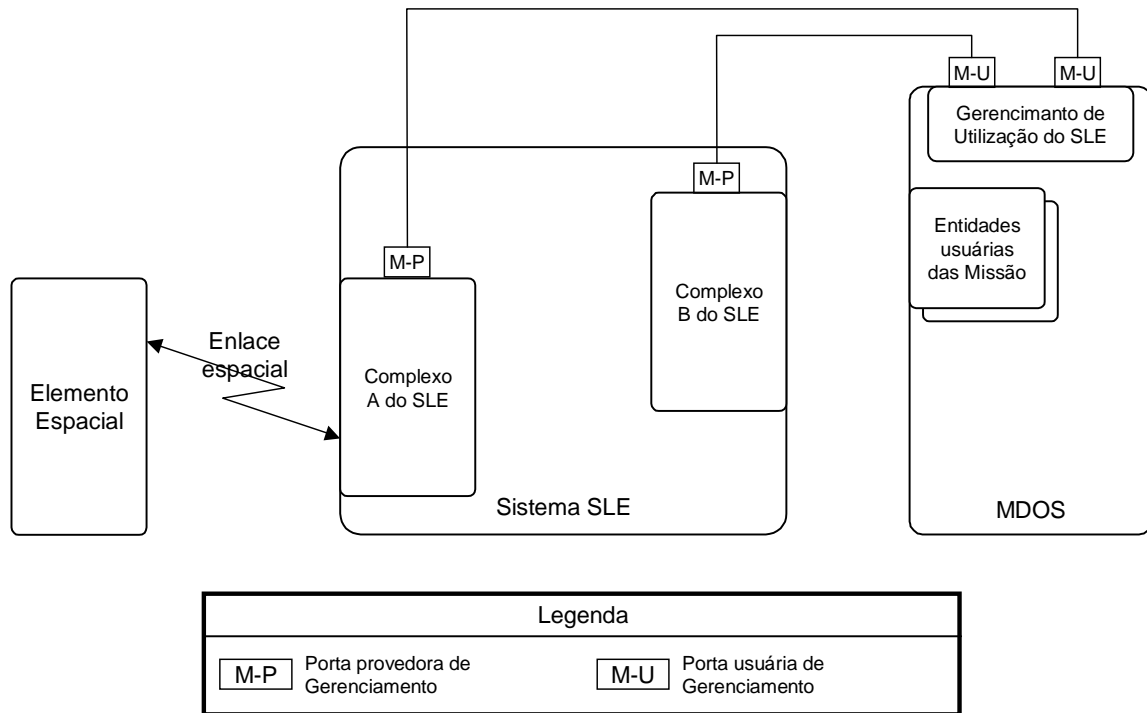 M-U
M-U
Gerencimanto de
Utilização do SLE
M-P
M-P
Entidades
usuárias
das Missão
Complexo
B do SLE
Enlace
espacial
Elemento
Espacial
Complexo
A do SLE
Sistema SLE
MDOS
Legenda
M-P
Porta provedora de
Gerenciamento
M-U
Porta usuária de
Gerenciamento